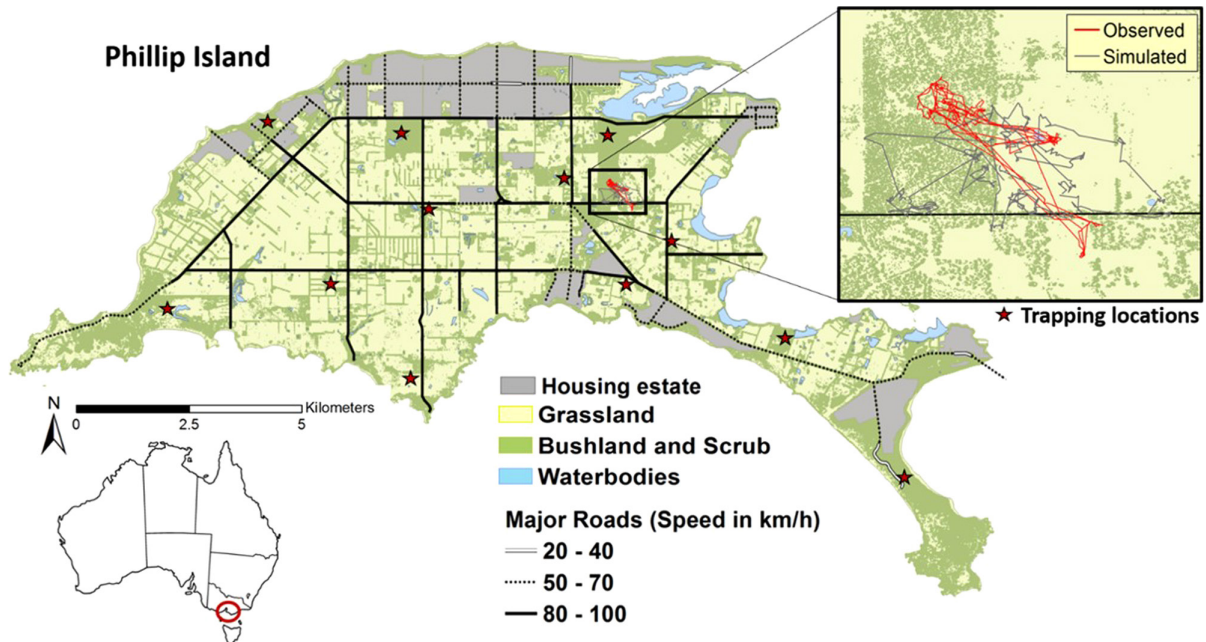 Phillip Island
Observed
Simulated
Trapping locations
Housing estate
Grassland
Bushland and Scrub
Waterbodies
Major Roads (Speed in km/h)
20 - 40
50 - 70
80 - 100
N
Kilometers
0 2.5 5